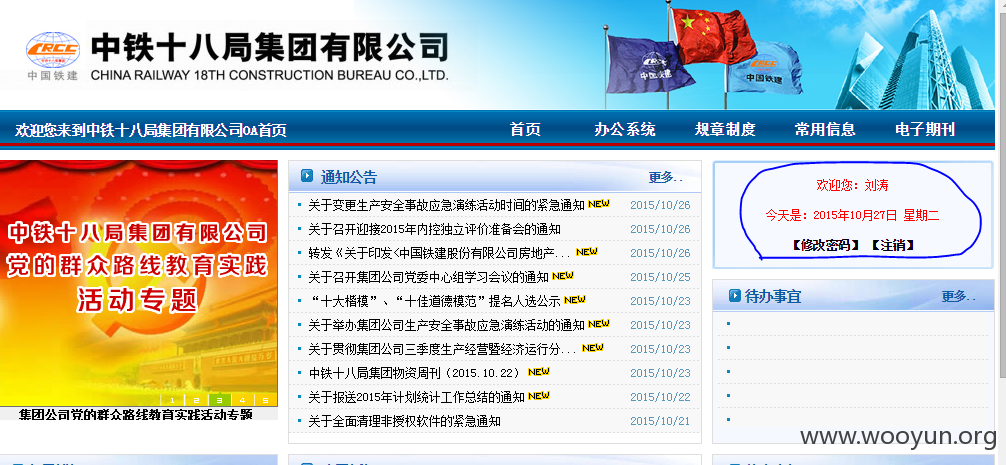 CRCC
中国铁建
中铁十八局集团有限公司
CHINA RAILWAY 18TH CONSTRUCTION BUREAU CO.,LTD.
中国铁建
CRCC
中国铁建
欢迎您来到中铁十八局集团有限公司OA首页
首页 办公系统 规章制度 常用信息 电子期刊
中铁十八局集团有限公司
党的群众路线教育实践
活动专题
1 2 3 4 5
集团公司党的群众路线教育实践活动专题
通知公告 更多..
关于变更生产安全事故应急演练活动时间的紧急通知 NEW 2015/10/26
关于召开迎接2015年内控独立评价准备会的通知 2015/10/26
转发《关于印发<中国铁建股份有限公司房地产... NEW 2015/10/26
关于召开集团公司党委中心组学习会议的通知 NEW 2015/10/23
“十大楷模”、“十佳道德模范”提名人选公示 NEW 2015/10/23
关于举办集团公司生产安全事故应急演练活动的通知 NEW 2015/10/23
关于贯彻集团公司三季度生产经营暨经济运行分... NEW 2015/10/23
中铁十八局集团物资周刊（2015.10.22） NEW 2015/10/23
关于报送2015年计划统计工作总结的通知 NEW 2015/10/22
关于全面清理非授权软件的紧急通知 2015/10/21
欢迎您：刘涛
今天是：2015年10月27日 星期二
【修改密码】【注销】
待办事宜 更多..
www.wooyun.org